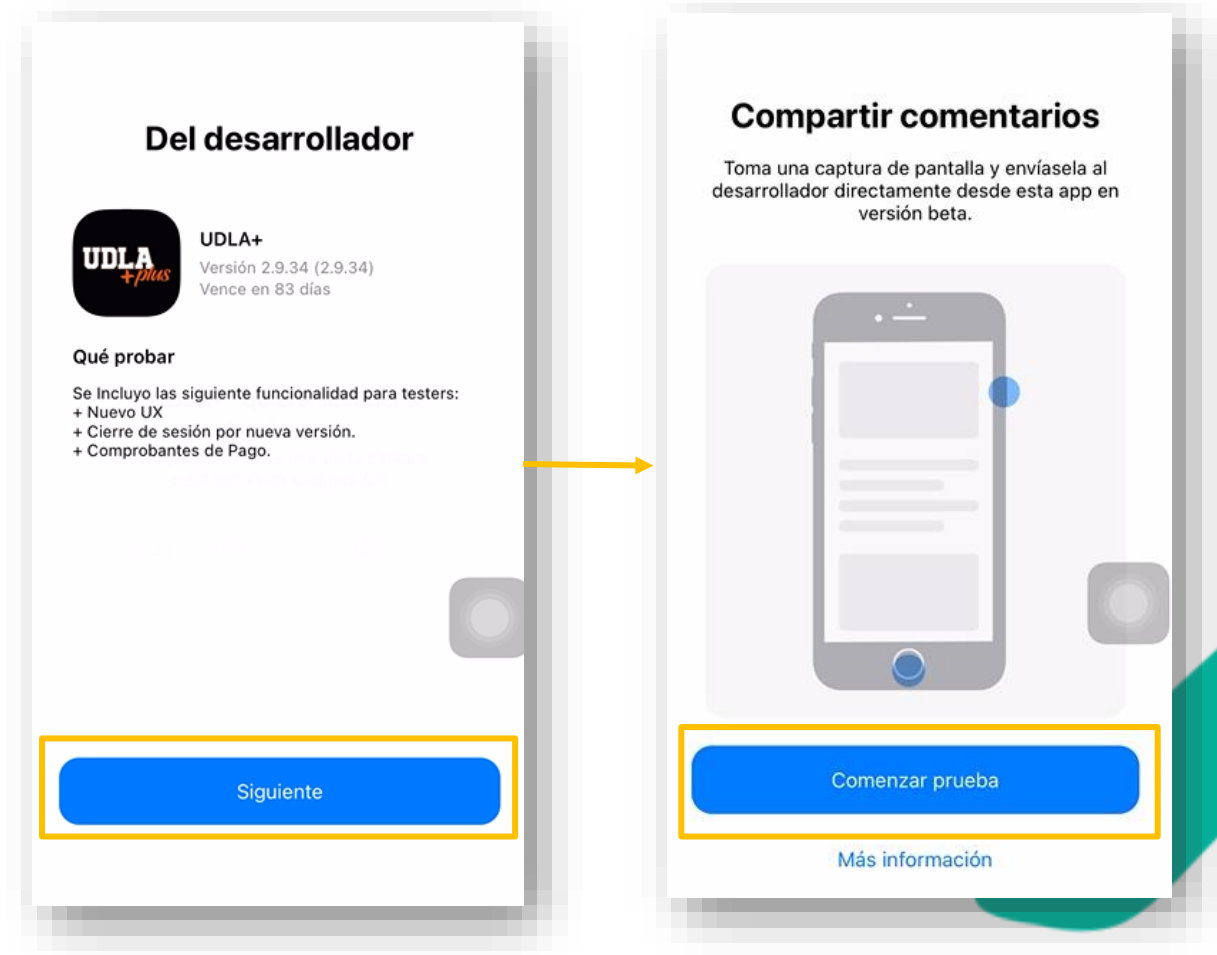 Del desarrollador
UDLA
+plus
UDLA+
Versión 2.9.34 (2.9.34)
Vence en 83 días
Qué probar
Se Incluyo las siguiente funcionalidad para testers:
+ Nuevo UX
+ Cierre de sesión por nueva versión.
+ Comprobantes de Pago.
Siguiente
Compartir comentarios
Toma una captura de pantalla y envíasela al
desarrollador directamente desde esta app en
versión beta.
Comenzar prueba
Más información